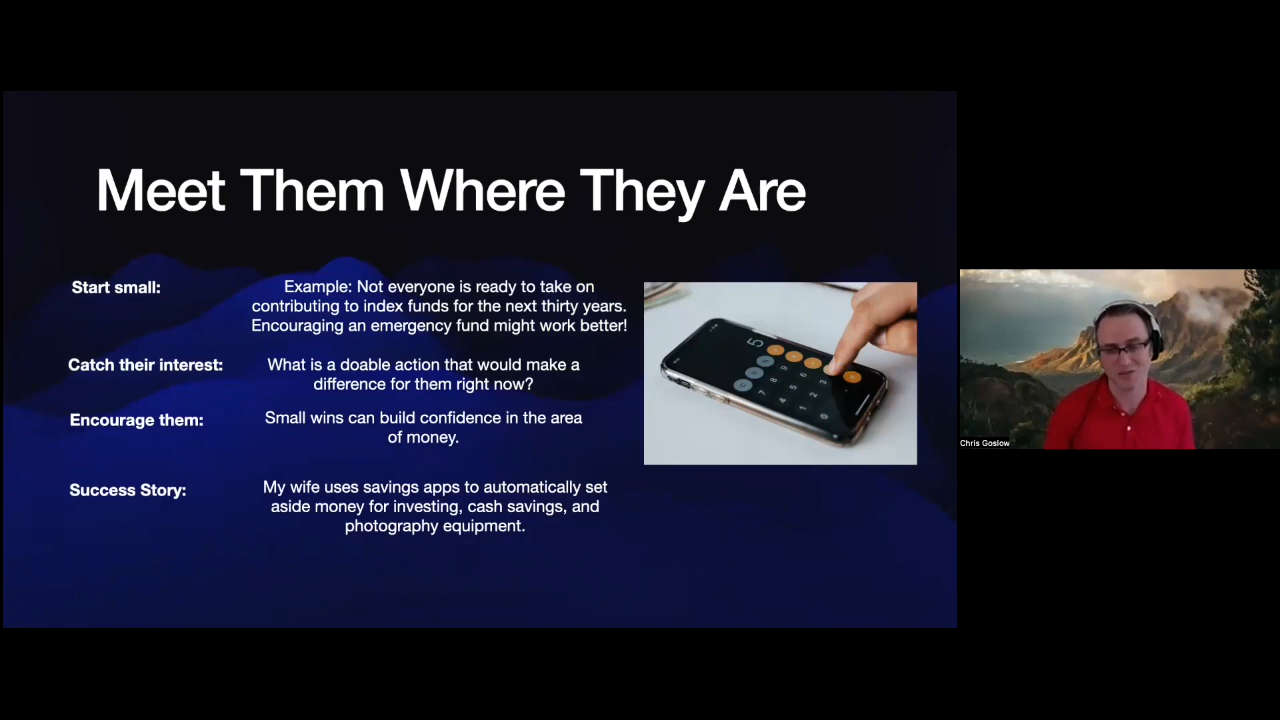 Meet Them Where They Are
Start small:
Example: Not everyone is ready to take on
contributing to index funds for the next thirty years.
Encouraging an emergency fund might work better!
Catch their interest:
What is a doable action that would make a
difference for them right now?
Encourage them:
Small wins can build confidence in the area
of money.
Success Story:
My wife uses savings apps to automatically set
aside money for investing, cash savings, and
photography equipment.
Chris Goslow